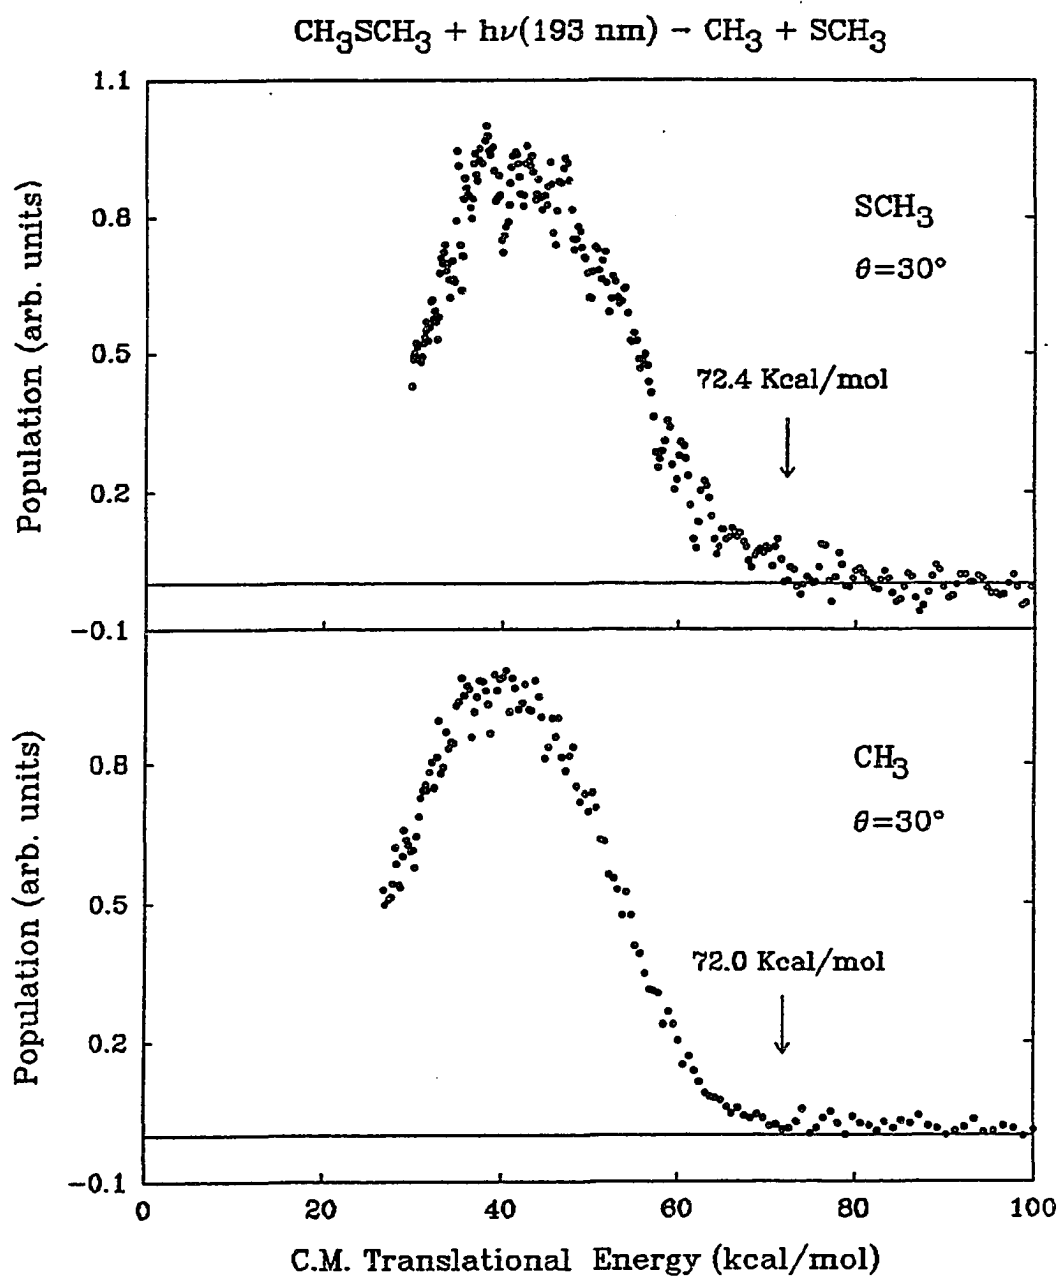 CH3SCH3 + hν(193 nm) – CH3 + SCH3
1.1
0.8
0.5
0.2
-0.1
Population (arb. units)
SCH3
θ=30°
72.4 Kcal/mol
0.8
0.5
0.2
-0.1
Population (arb. units)
CH3
θ=30°
72.0 Kcal/mol
0 20 40 60 80 100
C.M. Translational Energy (kcal/mol)